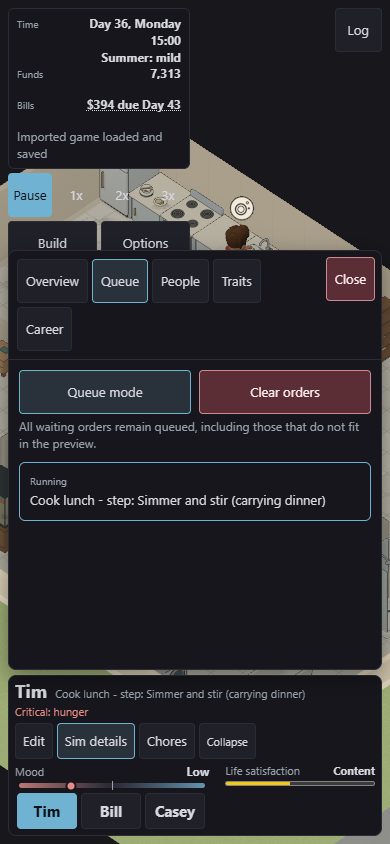 Time
Day 36, Monday
15:00
Summer: mild
Funds
7,313
Bills
$394 due Day 43
Imported game loaded and
saved
Log
Pause 1x 2x 3x
Build Options
Overview Queue People Traits Close
Career
Queue mode Clear orders
All waiting orders remain queued, including those that do not fit
in the preview.
Running
Cook lunch - step: Simmer and stir (carrying dinner)
Tim Cook lunch - step: Simmer and stir (carrying dinner)
Critical: hunger
Edit Sim details Chores Collapse
Mood Low Life satisfaction Content
Tim Bill Casey